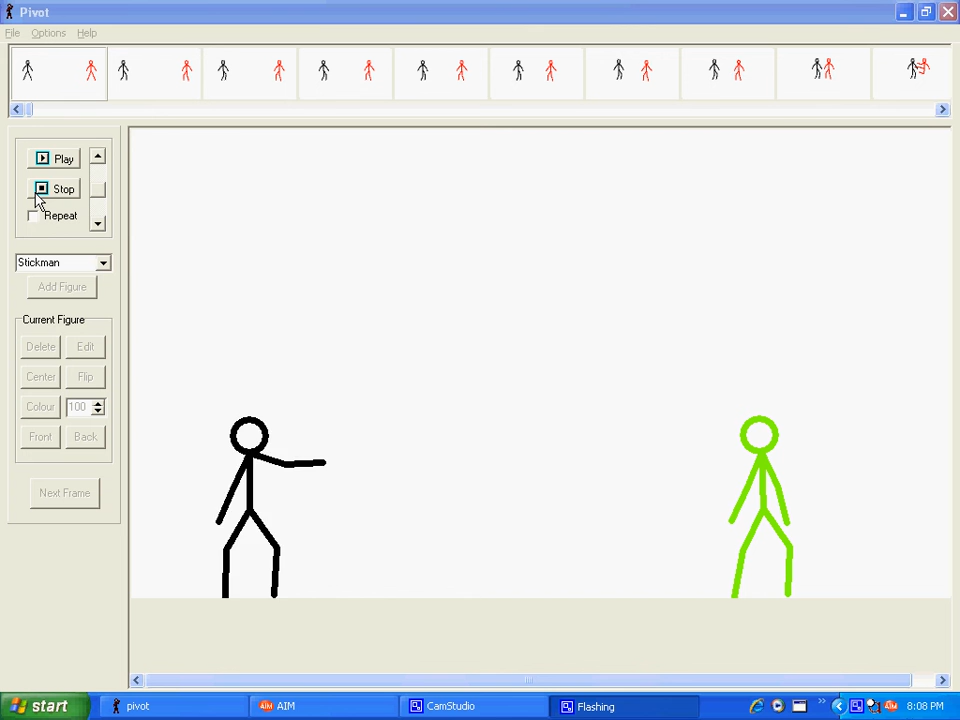 Pivot
File Options Help
Play
Stop
Repeat
Stickman
Add Figure
Current Figure
Delete Edit
Center Flip
Colour 100
Front Back
Next Frame
start pivot AIM CamStudio Flashing 8:08 PM